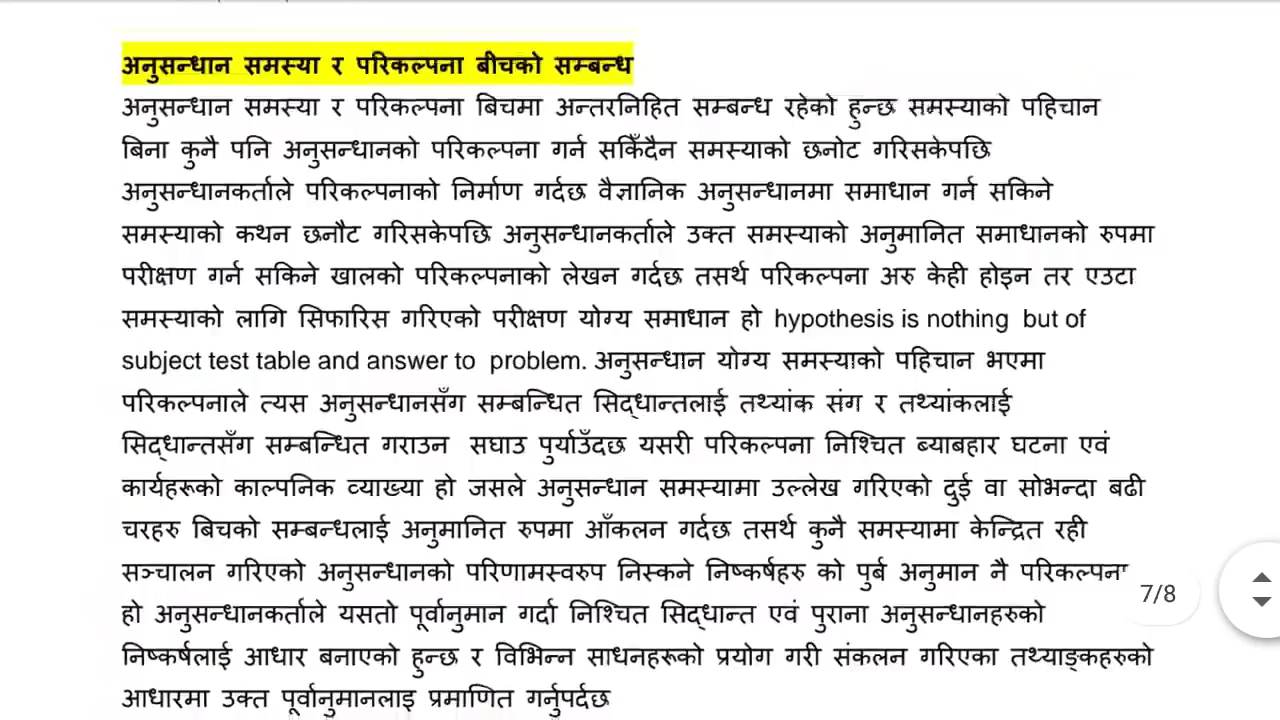 अनुसन्धान समस्या र परिकल्पना बीचको सम्बन्ध
अनुसन्धान समस्या र परिकल्पना बिचमा अन्तरनिहित सम्बन्ध रहेको हुन्छ समस्याको पहिचान
बिना कुनै पनि अनुसन्धानको परिकल्पना गर्न सकिँदैन समस्याको छनोट गरिसकेपछि
अनुसन्धानकर्ताले परिकल्पनाको निर्माण गर्दछ वैज्ञानिक अनुसन्धानमा समाधान गर्न सकिने
समस्याको कथन छनौट गरिसकेपछि अनुसन्धानकर्ताले उक्त समस्याको अनुमानित समाधानको रुपमा
परीक्षण गर्न सकिने खालको परिकल्पनाको लेखन गर्दछ तसर्थ परिकल्पना अरु केही होइन तर एउटा
समस्याको लागि सिफारिस गरिएको परीक्षण योग्य समाधान हो hypothesis is nothing but of
subject test table and answer to problem. अनुसन्धान योग्य समस्याको पहिचान भएमा
परिकल्पनाले त्यस अनुसन्धानसँग सम्बन्धित सिद्धान्तलाई तथ्यांक संग र तथ्यांकलाई
सिद्धान्तसँग सम्बन्धित गराउन सघाउ पुर्याउँदछ यसरी परिकल्पना निश्चित ब्याबहार घटना एवं
कार्यहरूको काल्पनिक व्याख्या हो जसले अनुसन्धान समस्यामा उल्लेख गरिएको दुई वा सोभन्दा बढी
चरहरु बिचको सम्बन्धलाई अनुमानित रुपमा आँकलन गर्दछ तसर्थ कुनै समस्यामा केन्द्रित रही
सञ्चालन गरिएको अनुसन्धानको परिणामस्वरुप निस्कने निष्कर्षहरु को पुर्ब अनुमान नै परिकल्पना
7/8
हो अनुसन्धानकर्ताले यसतो पूर्वानुमान गर्दा निश्चित सिद्धान्त एवं पुराना अनुसन्धानहरुको
निष्कर्षलाई आधार बनाएको हुन्छ र विभिन्न साधनहरूको प्रयोग गरी संकलन गरिएका तथ्याङ्कहरुको
आधारमा उक्त पूर्वानुमानलाइ प्रमाणित गर्नुपर्दछ